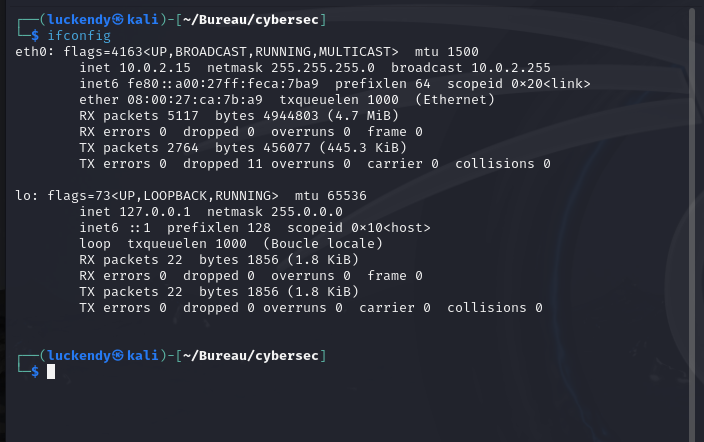 ┌──(luckendy㉿kali)-[~/Bureau/cybersec]
└─$ ifconfig
eth0: flags=4163<UP,BROADCAST,RUNNING,MULTICAST>  mtu 1500
        inet 10.0.2.15  netmask 255.255.255.0  broadcast 10.0.2.255
        inet6 fe80::a00:27ff:feca:7ba9  prefixlen 64  scopeid 0x20<link>
        ether 08:00:27:ca:7b:a9  txqueuelen 1000  (Ethernet)
        RX packets 5117  bytes 4944803 (4.7 MiB)
        RX errors 0  dropped 0  overruns 0  frame 0
        TX packets 2764  bytes 456077 (445.3 KiB)
        TX errors 0  dropped 11 overruns 0  carrier 0  collisions 0

lo: flags=73<UP,LOOPBACK,RUNNING>  mtu 65536
        inet 127.0.0.1  netmask 255.0.0.0
        inet6 ::1  prefixlen 128  scopeid 0x10<host>
        loop  txqueuelen 1000  (Boucle locale)
        RX packets 22  bytes 1856 (1.8 KiB)
        RX errors 0  dropped 0  overruns 0  frame 0
        TX packets 22  bytes 1856 (1.8 KiB)
        TX errors 0  dropped 0 overruns 0  carrier 0  collisions 0

┌──(luckendy㉿kali)-[~/Bureau/cybersec]
└─$